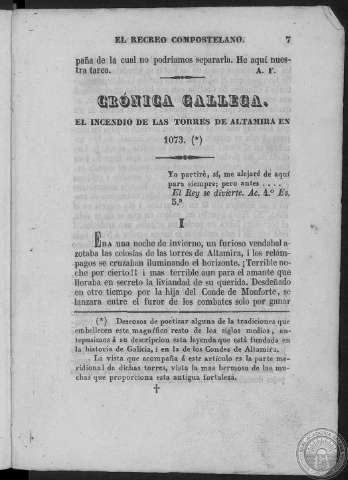 EL RECREO COMPOSTELANO. 7
paña de la cual no podriamos separarla. He aquí nues-
tra tarea. A. F.
CRÓNICA GALLEGA.
EL INCENDIO DE LAS TORRES DE ALTAMIRA EN
1073. (*)
Yo partiré, sí, me alejaré de aquí
para siempre; pero antes . . . .
El Rey se divierte. Ac. 4.º Es.
5.ª
I
ERA una noche de invierno, un furioso vendabal a-
zotaba las celosías de las torres de Altamira, i los relám-
pagos se cruzaban iluminando el horizonte. ¡Terrible no-
che por cierto!! i mas terrible aun para el amante que
lloraba en secreto la liviandad de su querida. Desdeñado
en otro tiempo por la hija del Conde de Monforte, se
lanzara entre el furor de los combates solo por ganar
(*) Deseosos de poetizar alguna de la tradiciones que
embellecen este magnífico resto de los siglos medios, an-
teponemos á su descripcion esta leyenda que está fundada en
la historia de Galicia, i en la de los Condes de Altamira.
La vista que acompaña á este artículo es la parte me-
ridional de dichas torres, vista la mas hermosa de las mu-
chas que proporciona esta antigua fortaleza.
†